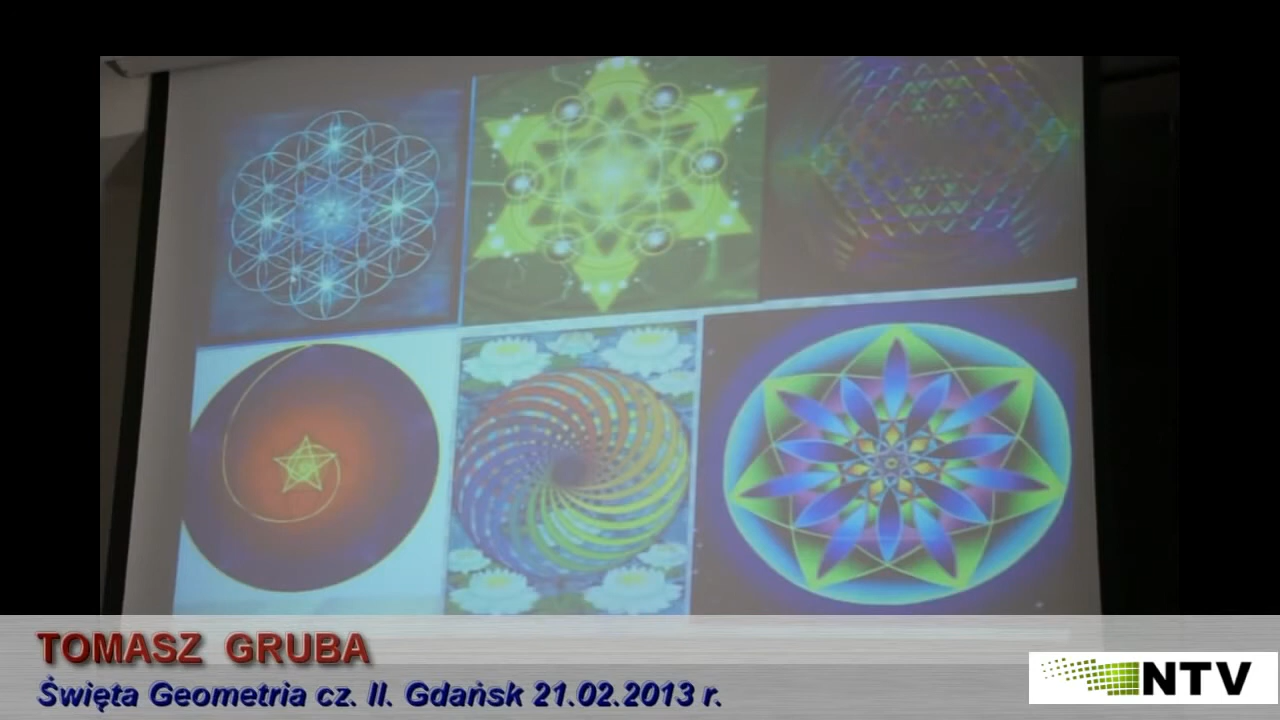 TOMASZ GRUBA
Święta Geometria cz. II. Gdańsk 21.02.2013 r.
NTV